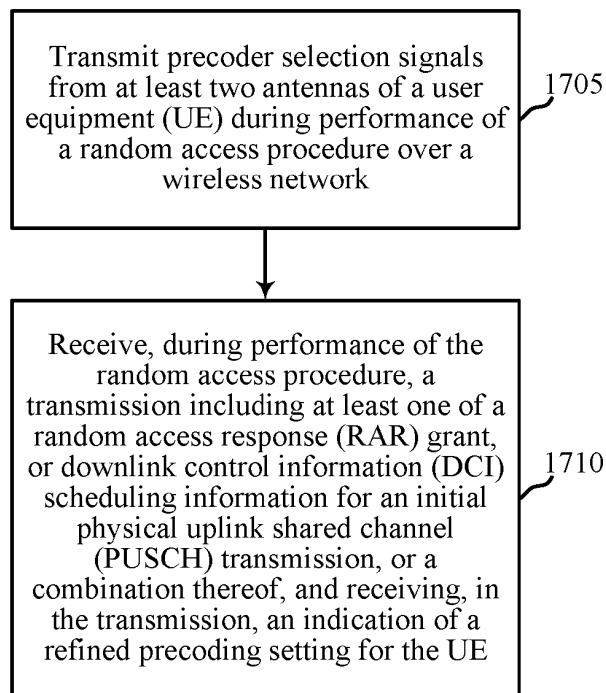 Transmit precoder selection signals
from at least two antennas of a user
equipment (UE) during performance of
a random access procedure over a
wireless network
1705
Receive, during performance of the
random access procedure, a
transmission including at least one of a
random access response (RAR) grant,
or downlink control information (DCI)
scheduling information for an initial
physical uplink shared channel
(PUSCH) transmission, or a
combination thereof, and receiving, in
the transmission, an indication of a
refined precoding setting for the UE
1710